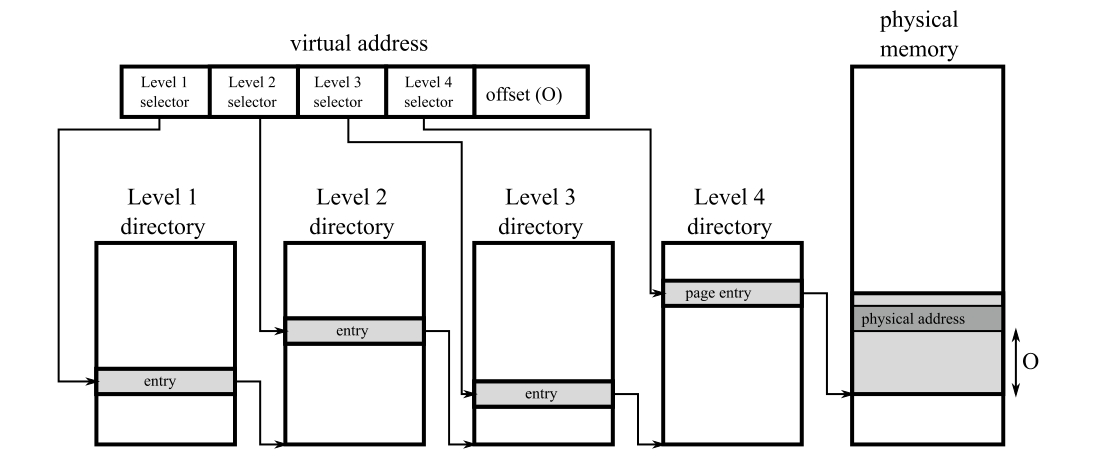 physical
memory
virtual address
Level 1
selector
Level 2
selector
Level 3
selector
Level 4
selector
offset (O)
Level 1
directory
Level 2
directory
Level 3
directory
Level 4
directory
page entry
physical address
entry
O
entry
entry